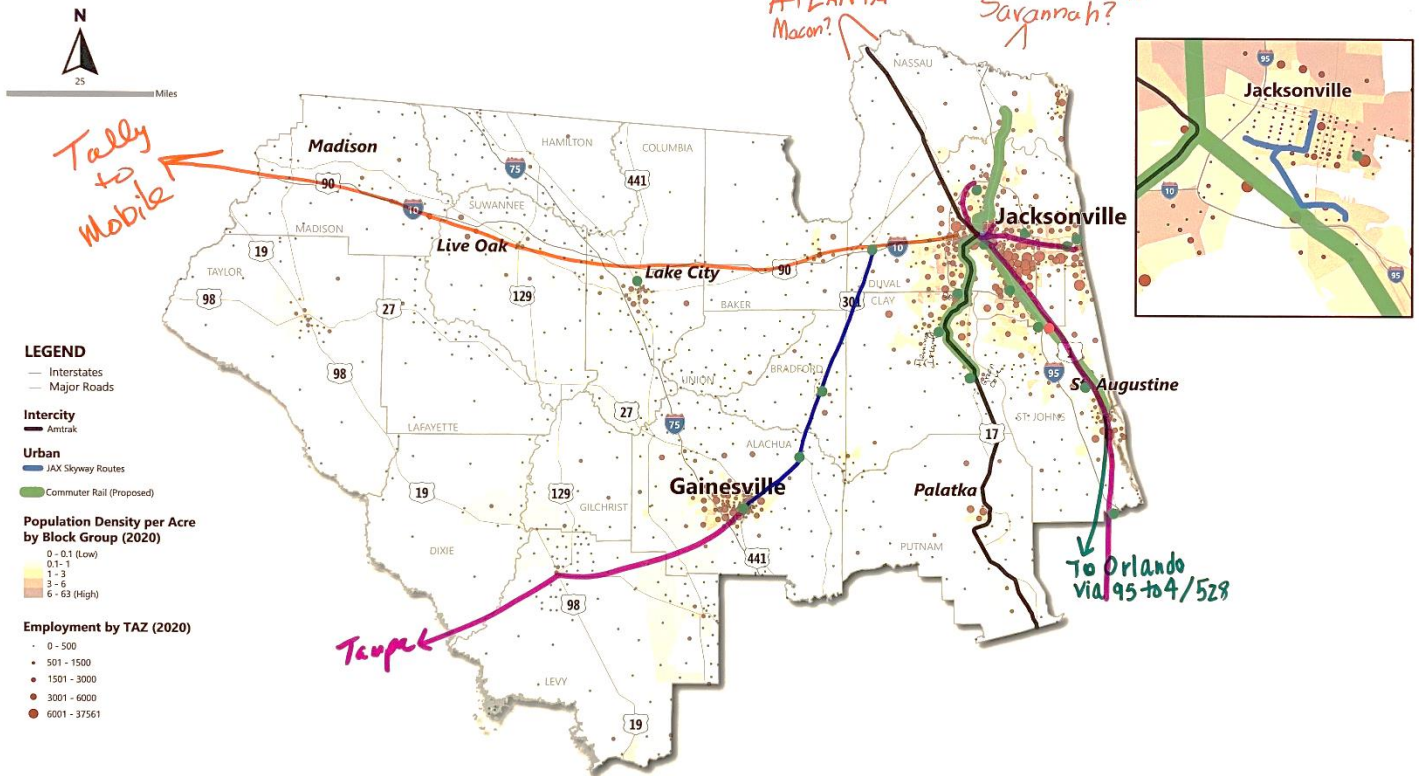 N
25
Miles
ATLANTA
Macon?
Savannah?
Tally
to
Mobile
Madison
90
10
MADISON
HAMILTON
75
COLUMBIA
441
SUWANNEE
Live Oak
Lake City
19
TAYLOR
98
27
129
98
90
BAKER
NASSAU
Jacksonville
10
DUVAL
CLAY
301
UNION
BRADFORD
27
75
LAFAYETTE
ALACHUA
95
St Augustine
ST. JOHNS
17
Gainesville
Palatka
19
129
GILCHRIST
DIXIE
441
PUTNAM
98
To Orlando
via 95 to 4/528
Tampa
LEVY
19
95
Jacksonville
10
95
LEGEND
Interstates
Major Roads
Intercity
Amtrak
Urban
JAX Skyway Routes
Commuter Rail (Proposed)
Population Density per Acre
by Block Group (2020)
0 - 0.1 (Low)
0.1- 1
1 - 3
3 - 6
6 - 63 (High)
Employment by TAZ (2020)
0 - 500
501 - 1500
1501 - 3000
3001 - 6000
6001 - 37561